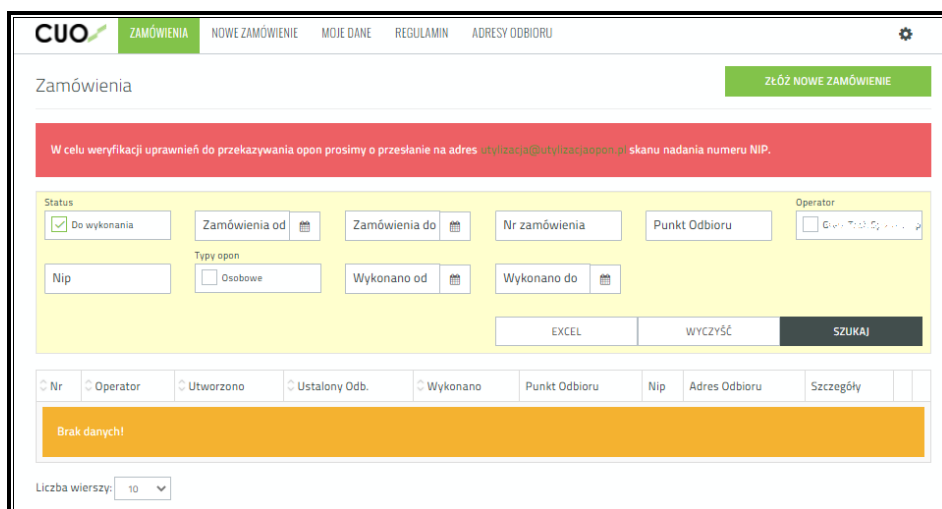 CUO ZAMÓWIENIA NOWE ZAMÓWIENIE MOJE DANE REGULAMIN ADRESY ODBIORU
Zamówienia ZŁÓŻ NOWE ZAMÓWIENIE
W celu weryfikacji uprawnień do przekazywania opon prosimy o przesłanie na adres utylizacja@utylizacjaopon.pl skanu nadania numeru NIP.
Status Operator
Do wykonania Zamówienia od Zamówienia do Nr zamówienia Punkt Odbioru
Typy opon
Nip Osobowe Wykonano od Wykonano do
EXCEL WYCZYŚĆ SZUKAJ
Nr Operator Utworzono Ustalony Odb. Wykonano Punkt Odbioru Nip Adres Odbioru Szczegóły
Brak danych!
Liczba wierszy: 10